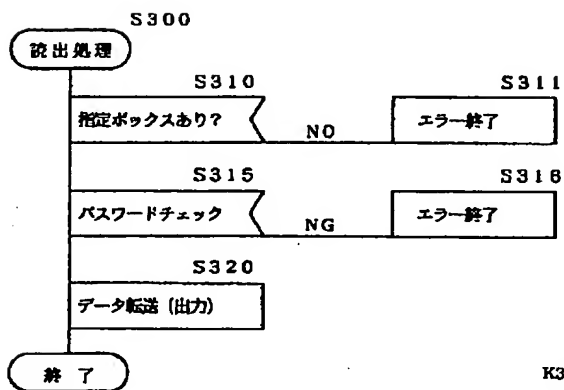 S300
読出処理
S310
指定ボックスあり?
NO
S311
エラー終了
S315
パスワードチェック
NG
S316
エラー終了
S320
データ転送(出力)
終了
K3